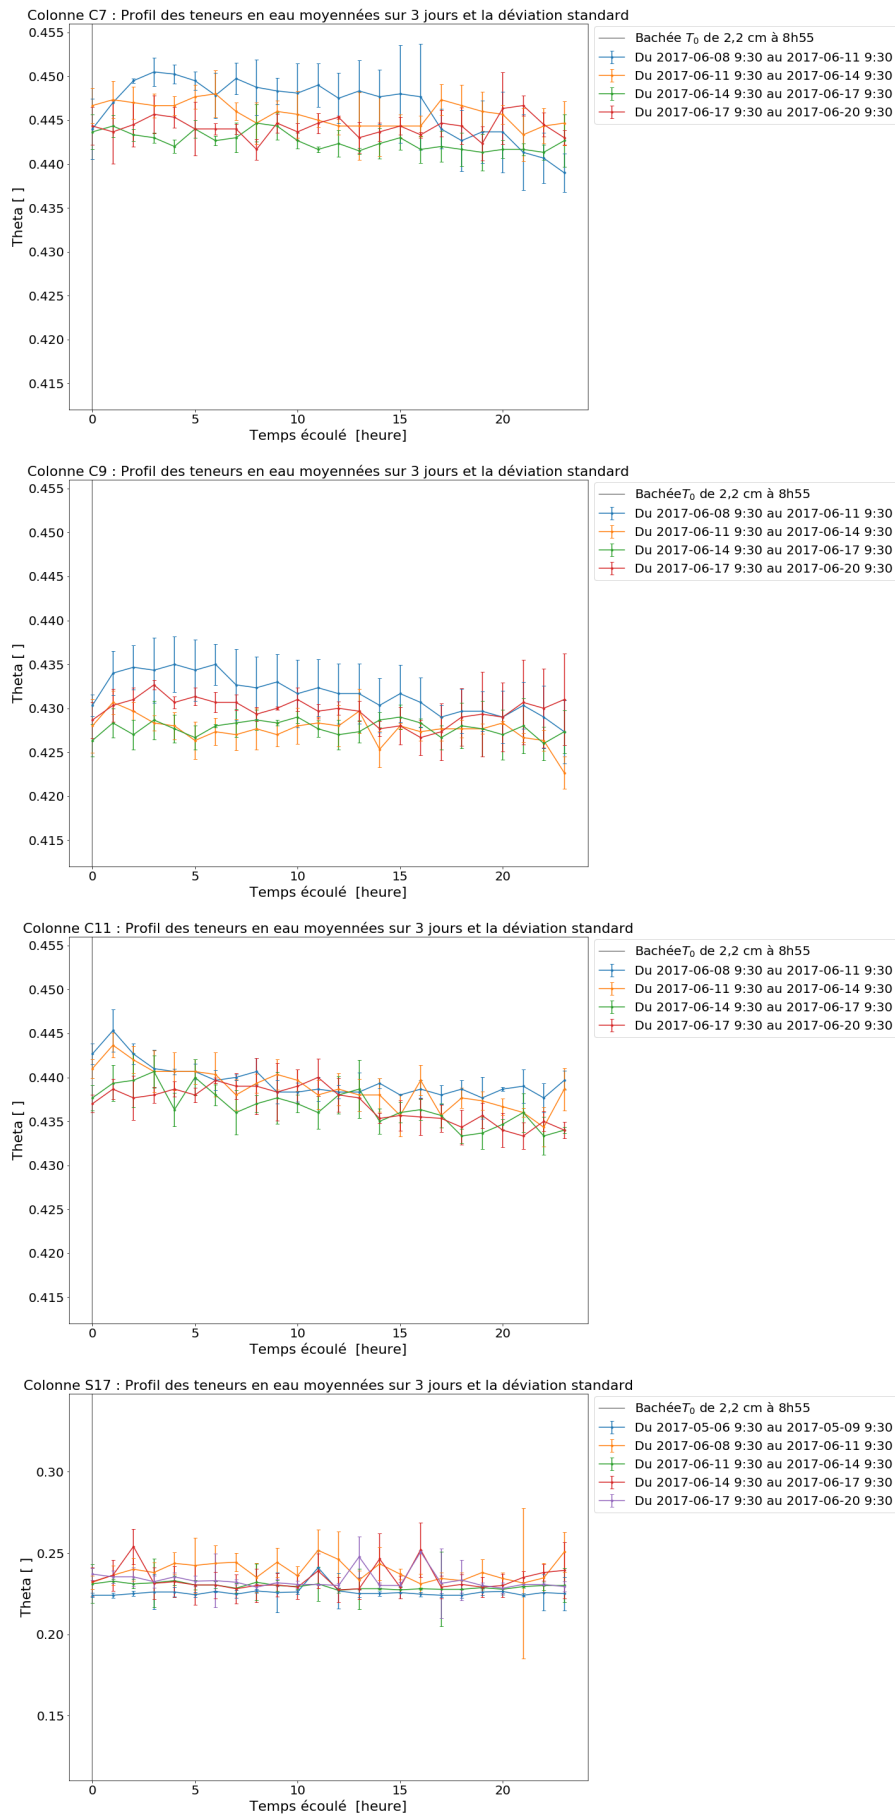 Colonne C7 : Profil des teneurs en eau moyennées sur 3 jours et la déviation standard
0.455
0.450
0.445
0.440
0.435
0.430
0.425
0.420
0.415
Theta [ ]
0 5 10 15 20
Temps écoulé [heure]
Bachée T0 de 2,2 cm à 8h55
Du 2017-06-08 9:30 au 2017-06-11 9:30
Du 2017-06-11 9:30 au 2017-06-14 9:30
Du 2017-06-14 9:30 au 2017-06-17 9:30
Du 2017-06-17 9:30 au 2017-06-20 9:30
Colonne C9 : Profil des teneurs en eau moyennées sur 3 jours et la déviation standard
0.455
0.450
0.445
0.440
0.435
0.430
0.425
0.420
0.415
Theta [ ]
0 5 10 15 20
Temps écoulé [heure]
BachéeT0 de 2,2 cm à 8h55
Du 2017-06-08 9:30 au 2017-06-11 9:30
Du 2017-06-11 9:30 au 2017-06-14 9:30
Du 2017-06-14 9:30 au 2017-06-17 9:30
Du 2017-06-17 9:30 au 2017-06-20 9:30
Colonne C11 : Profil des teneurs en eau moyennées sur 3 jours et la déviation standard
0.455
0.450
0.445
0.440
0.435
0.430
0.425
0.420
0.415
Theta [ ]
0 5 10 15 20
Temps écoulé [heure]
BachéeT0 de 2,2 cm à 8h55
Du 2017-06-08 9:30 au 2017-06-11 9:30
Du 2017-06-11 9:30 au 2017-06-14 9:30
Du 2017-06-14 9:30 au 2017-06-17 9:30
Du 2017-06-17 9:30 au 2017-06-20 9:30
Colonne S17 : Profil des teneurs en eau moyennées sur 3 jours et la déviation standard
0.30
0.25
0.20
0.15
Theta [ ]
0 5 10 15 20
Temps écoulé [heure]
BachéeT0 de 2,2 cm à 8h55
Du 2017-05-06 9:30 au 2017-05-09 9:30
Du 2017-06-08 9:30 au 2017-06-11 9:30
Du 2017-06-11 9:30 au 2017-06-14 9:30
Du 2017-06-14 9:30 au 2017-06-17 9:30
Du 2017-06-17 9:30 au 2017-06-20 9:30